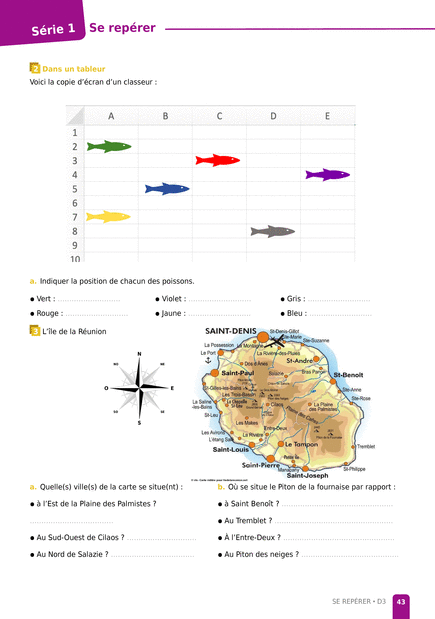 Série 1 Se repérer
2 Dans un tableur
Voici la copie d'écran d'un classeur :
A B C D E
1
2
3
4
5
6
7
8
9
10
a. Indiquer la position de chacun des poissons.
● Vert : ........................ ● Violet : ........................ ● Gris : ........................
● Rouge : ........................ ● Jaune : ........................ ● Bleu : ........................
3 L'île de la Réunion
N
O E
S
SAINT-DENIS
St-Denis-Gillot
Ste-Marie
Ste-Suzanne
La Possession
La Montagne
Le Port
La Rivière-des-Pluies
St-André
Dos d'Ânes
Saint-Paul
Salazie
Bras Panon
St-Benoît
St-Gilles-les-Bains
Ste-Anne
Les Trois-Bassins
Ste-Rose
La Saline
-les-Bains
Cilaos
La Plaine
des Palmistes
St-Leu
Les Makes
Entre-Deux
Les Avirons
La Rivière
L'étang Salé
Le Tampon
Tremblet
Saint-Louis
Saint-Pierre
St-Philippe
Manapany
Saint-Joseph
a. Quelle(s) ville(s) de la carte se situe(nt) :
● à l'Est de la Plaine des Palmistes ?
................................
● Au Sud-Ouest de Cilaos ? ................................
● Au Nord de Salazie ? ................................
b. Où se situe le Piton de la fournaise par rapport :
● à Saint Benoît ? ................................
● Au Tremblet ? ................................
● À l'Entre-Deux ? ................................
● Au Piton des neiges ? ................................
SE REPÉRER • D3 43